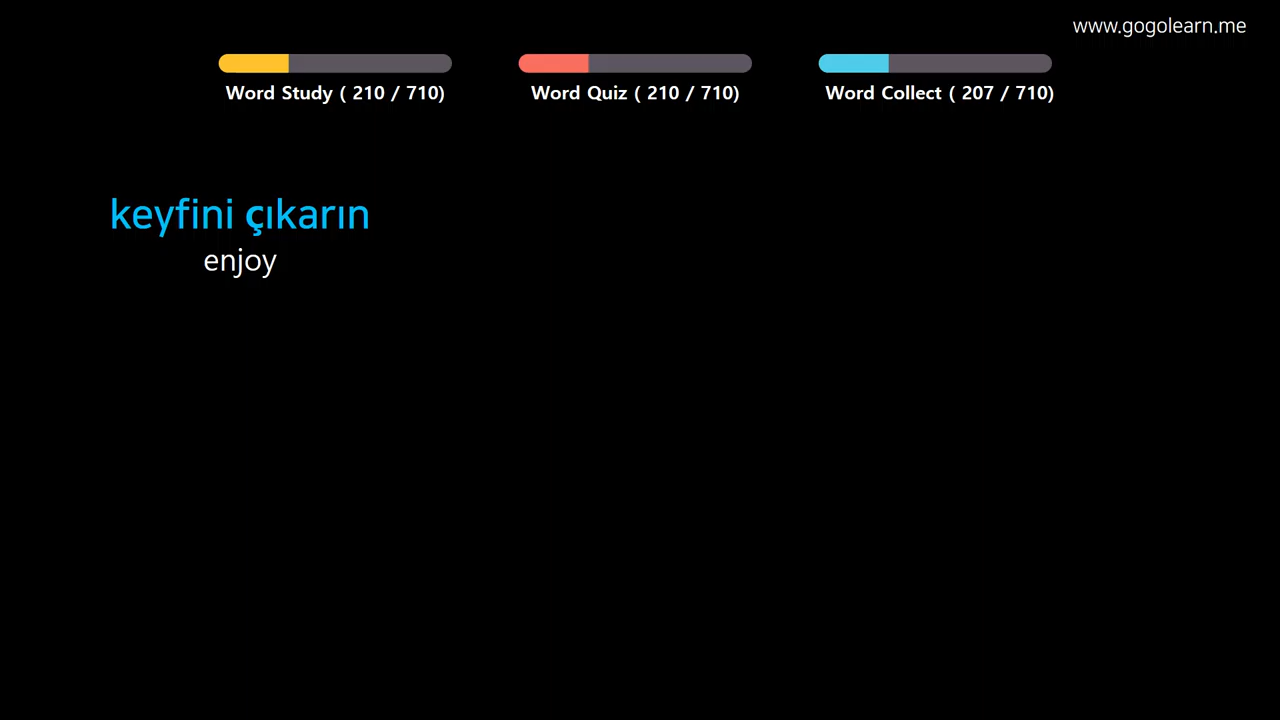 www.gogolearn.me
Word Study ( 210 / 710)
Word Quiz ( 210 / 710)
Word Collect ( 207 / 710)
keyfini çıkarın
enjoy